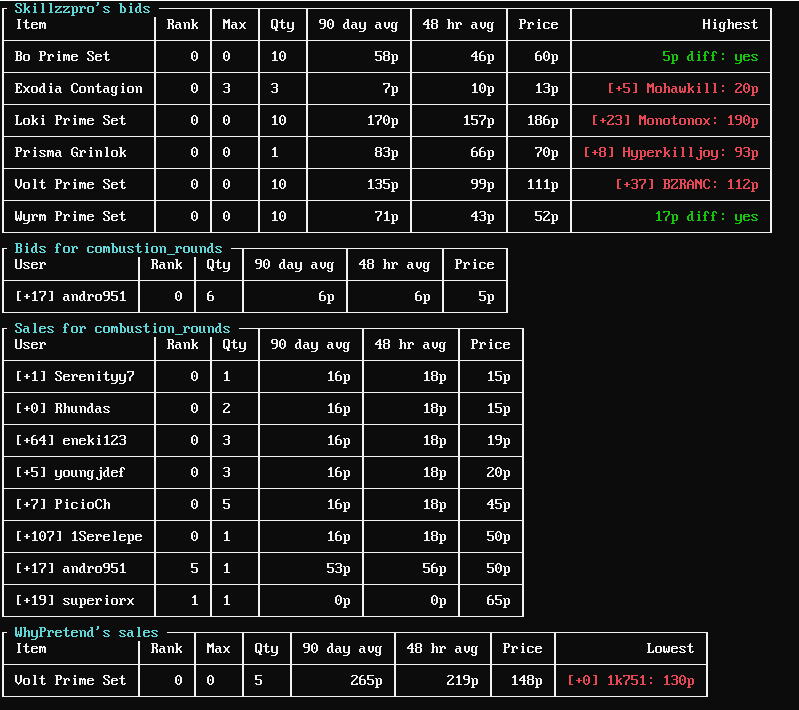 Skillzzpro's bids
Item Rank Max Qty 90 day avg 48 hr avg Price Highest
Bo Prime Set 0 0 10 58p 46p 60p 5p diff: yes
Exodia Contagion 0 3 3 7p 10p 13p [+5] Mohawkill: 20p
Loki Prime Set 0 0 10 170p 157p 186p [+23] Monotonox: 190p
Prisma Grinlok 0 0 1 83p 66p 70p [+8] Hyperkilljoy: 93p
Volt Prime Set 0 0 10 135p 99p 111p [+37] BZRANC: 112p
Wyrm Prime Set 0 0 10 71p 43p 52p 17p diff: yes
Bids for combustion_rounds
User Rank Qty 90 day avg 48 hr avg Price
[+17] andro951 0 6 6p 6p 5p
Sales for combustion_rounds
User Rank Qty 90 day avg 48 hr avg Price
[+1] Serenityy7 0 1 16p 18p 15p
[+0] Rhundas 0 2 16p 18p 15p
[+64] eneki123 0 3 16p 18p 19p
[+5] youngjdef 0 3 16p 18p 20p
[+7] PicioCh 0 5 16p 18p 45p
[+107] 1Serelepe 0 1 16p 18p 50p
[+17] andro951 5 1 53p 56p 50p
[+19] superiorx 1 1 0p 0p 65p
WhyPretend's sales
Item Rank Max Qty 90 day avg 48 hr avg Price Lowest
Volt Prime Set 0 0 5 265p 219p 148p [+0] 1k751: 130p